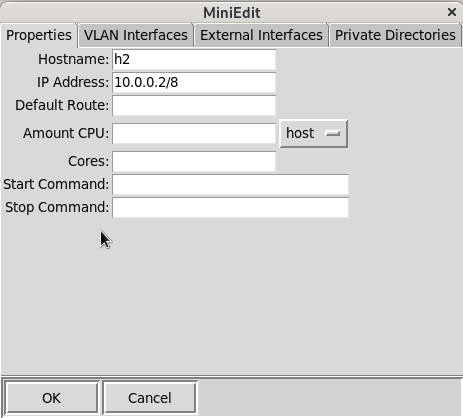 MiniEdit
Properties VLAN Interfaces External Interfaces Private Directories
Hostname: h2
IP Address: 10.0.0.2/8
Default Route:
Amount CPU: host
Cores:
Start Command:
Stop Command:
OK Cancel